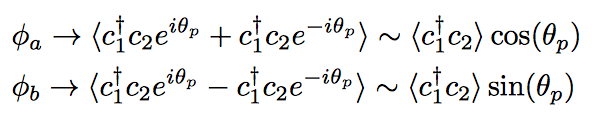 ϕ_a → ⟨c_1^† c_2 e^{iθ_p} + c_1^† c_2 e^{−iθ_p}⟩ ∼ ⟨c_1^† c_2⟩ cos(θ_p)
ϕ_b → ⟨c_1^† c_2 e^{iθ_p} − c_1^† c_2 e^{−iθ_p}⟩ ∼ ⟨c_1^† c_2⟩ sin(θ_p)